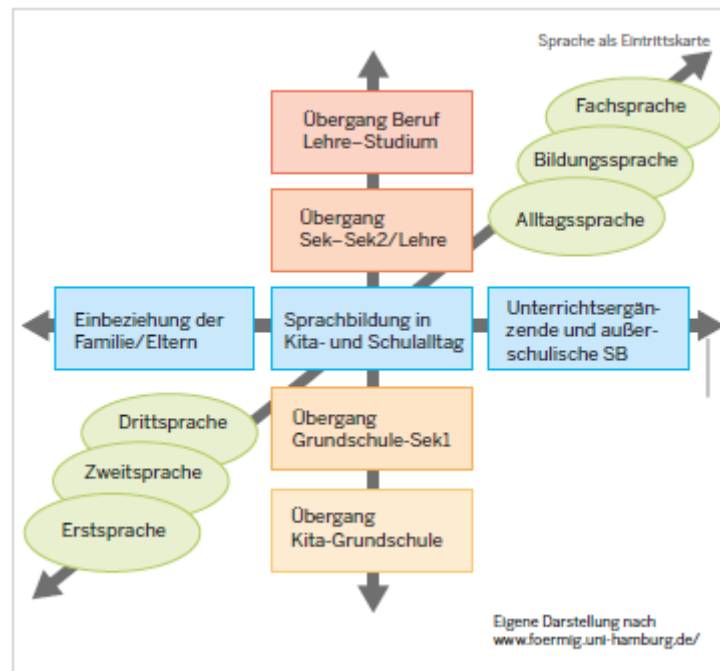 Sprache als Eintrittskarte
Fachsprache
Bildungssprache
Alltagssprache
Übergang Beruf
Lehre–Studium
Übergang
Sek–Sek2/Lehre
Einbeziehung der
Familie/Eltern
Sprachbildung in
Kita- und Schulalltag
Unterrichtsergän-
zende und außer-
schulische SB
Drittsprache
Zweitsprache
Erstsprache
Übergang
Grundschule-Sek1
Übergang
Kita-Grundschule
Eigene Darstellung nach
www.foermig.uni-hamburg.de/